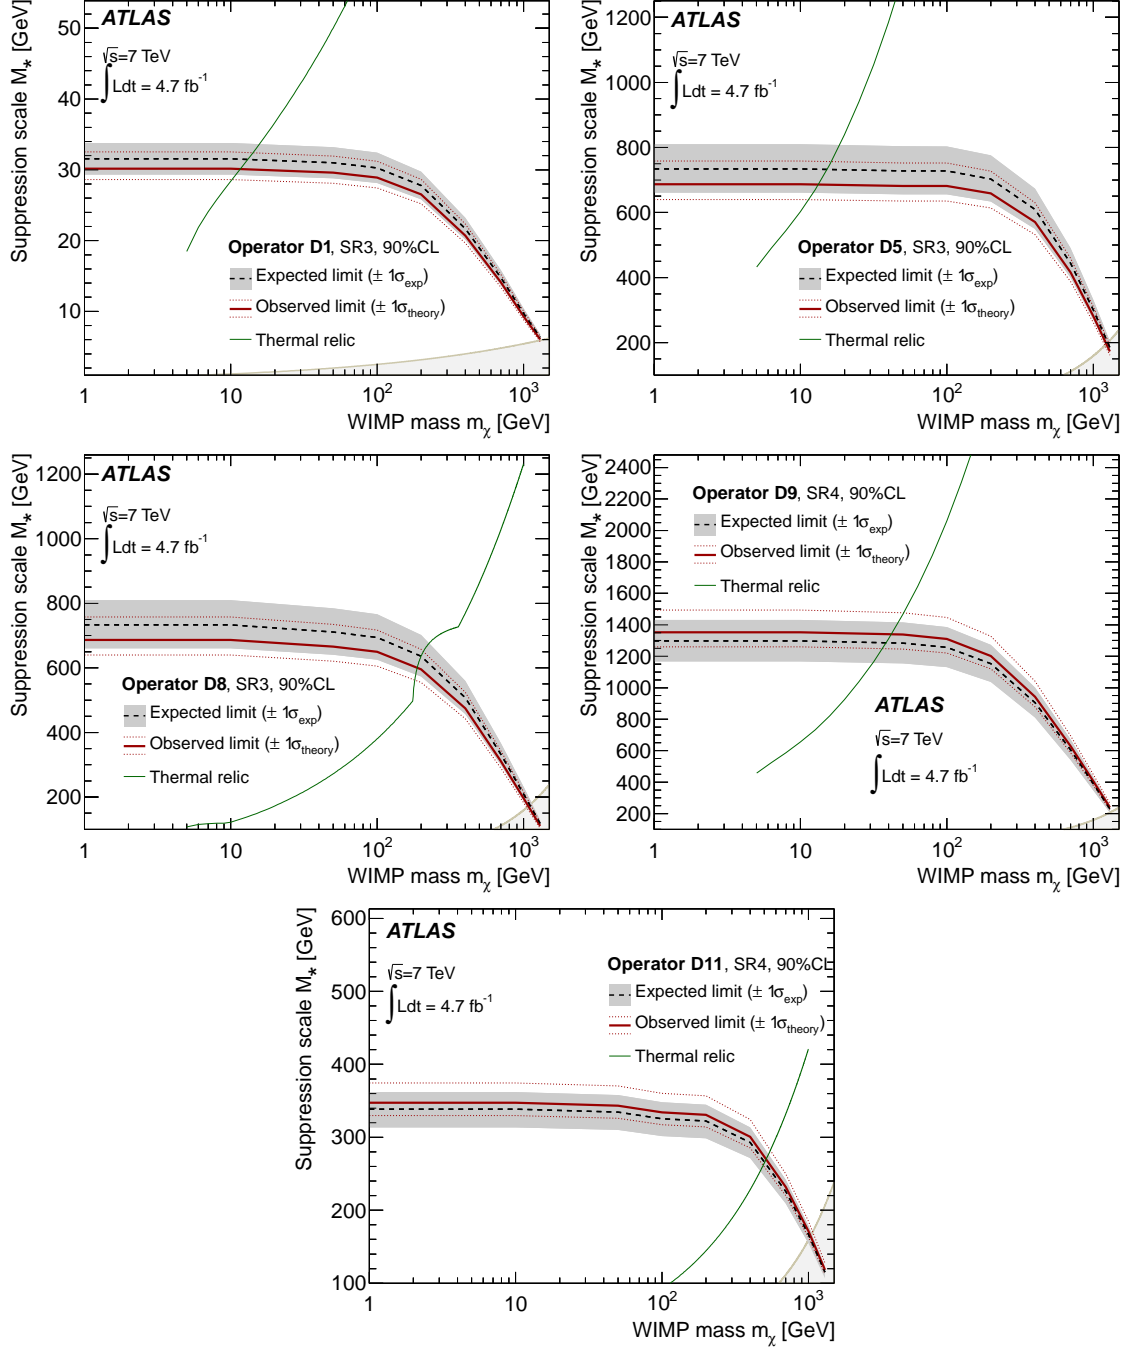 ATLAS
√s=7 TeV
∫Ldt = 4.7 fb⁻¹
Operator D1, SR3, 90%CL
Expected limit (± 1σexp)
Observed limit (± 1σtheory)
Thermal relic
Suppression scale M* [GeV]
50
40
30
20
10
1
10
10²
10³
WIMP mass mχ [GeV]
ATLAS
√s=7 TeV
∫Ldt = 4.7 fb⁻¹
Operator D5, SR3, 90%CL
Expected limit (± 1σexp)
Observed limit (± 1σtheory)
Thermal relic
Suppression scale M* [GeV]
1200
1000
800
600
400
200
1
10
10²
10³
WIMP mass mχ [GeV]
ATLAS
√s=7 TeV
∫Ldt = 4.7 fb⁻¹
Operator D8, SR3, 90%CL
Expected limit (± 1σexp)
Observed limit (± 1σtheory)
Thermal relic
Suppression scale M* [GeV]
1200
1000
800
600
400
200
1
10
10²
10³
WIMP mass mχ [GeV]
Operator D9, SR4, 90%CL
Expected limit (± 1σexp)
Observed limit (± 1σtheory)
Thermal relic
ATLAS
√s=7 TeV
∫Ldt = 4.7 fb⁻¹
Suppression scale M* [GeV]
2400
2200
2000
1800
1600
1400
1200
1000
800
600
400
200
1
10
10²
10³
WIMP mass mχ [GeV]
ATLAS
√s=7 TeV
∫Ldt = 4.7 fb⁻¹
Operator D11, SR4, 90%CL
Expected limit (± 1σexp)
Observed limit (± 1σtheory)
Thermal relic
Suppression scale M* [GeV]
600
500
400
300
200
100
1
10
10²
10³
WIMP mass mχ [GeV]